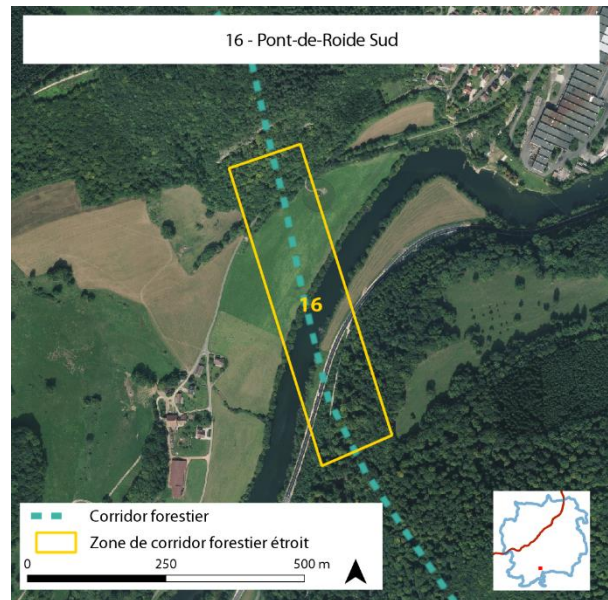 16 - Pont-de-Roide Sud
16
Corridor forestier
Zone de corridor forestier étroit
0 250 500 m